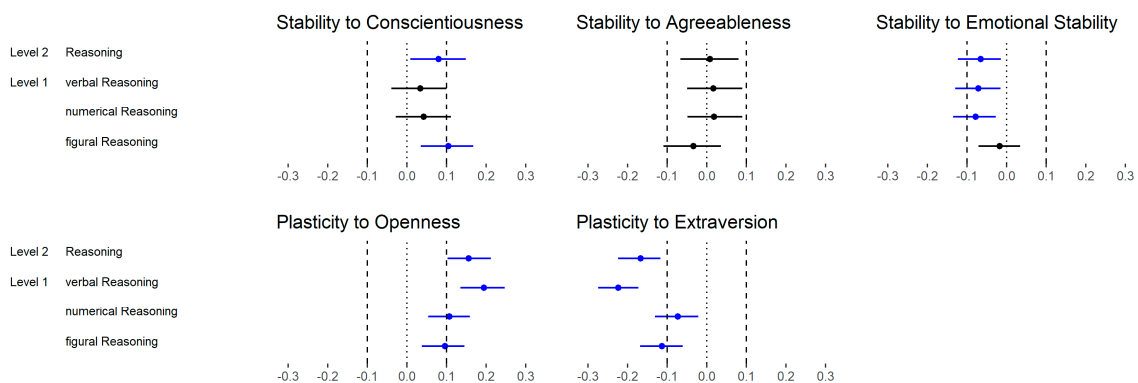 Stability to Conscientiousness Stability to Agreeableness Stability to Emotional Stability
Level 2 Reasoning
Level 1 verbal Reasoning
numerical Reasoning
figural Reasoning
-0.3 -0.2 -0.1 0.0 0.1 0.2 0.3 -0.3 -0.2 -0.1 0.0 0.1 0.2 0.3 -0.3 -0.2 -0.1 0.0 0.1 0.2 0.3
Plasticity to Openness Plasticity to Extraversion
Level 2 Reasoning
Level 1 verbal Reasoning
numerical Reasoning
figural Reasoning
-0.3 -0.2 -0.1 0.0 0.1 0.2 0.3 -0.3 -0.2 -0.1 0.0 0.1 0.2 0.3